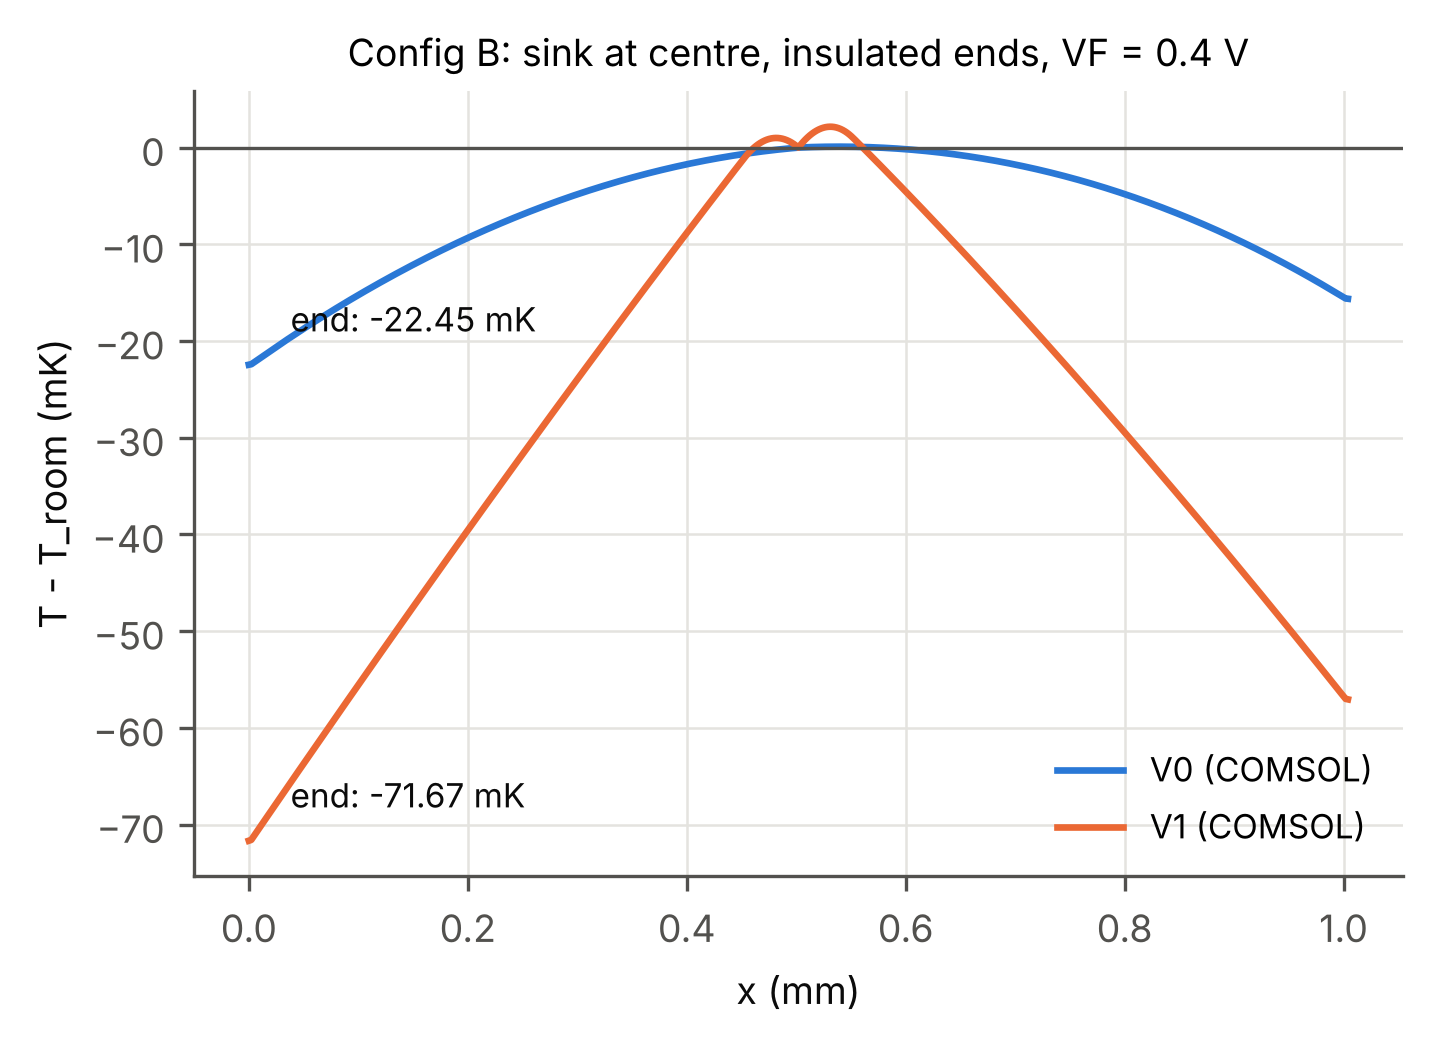 Config B: sink at centre, insulated ends, VF = 0.4 V
T - T_room (mK)
0
−10
−20
−30
−40
−50
−60
−70
end: -22.45 mK
end: -71.67 mK
V0 (COMSOL)
V1 (COMSOL)
0.0 0.2 0.4 0.6 0.8 1.0
x (mm)